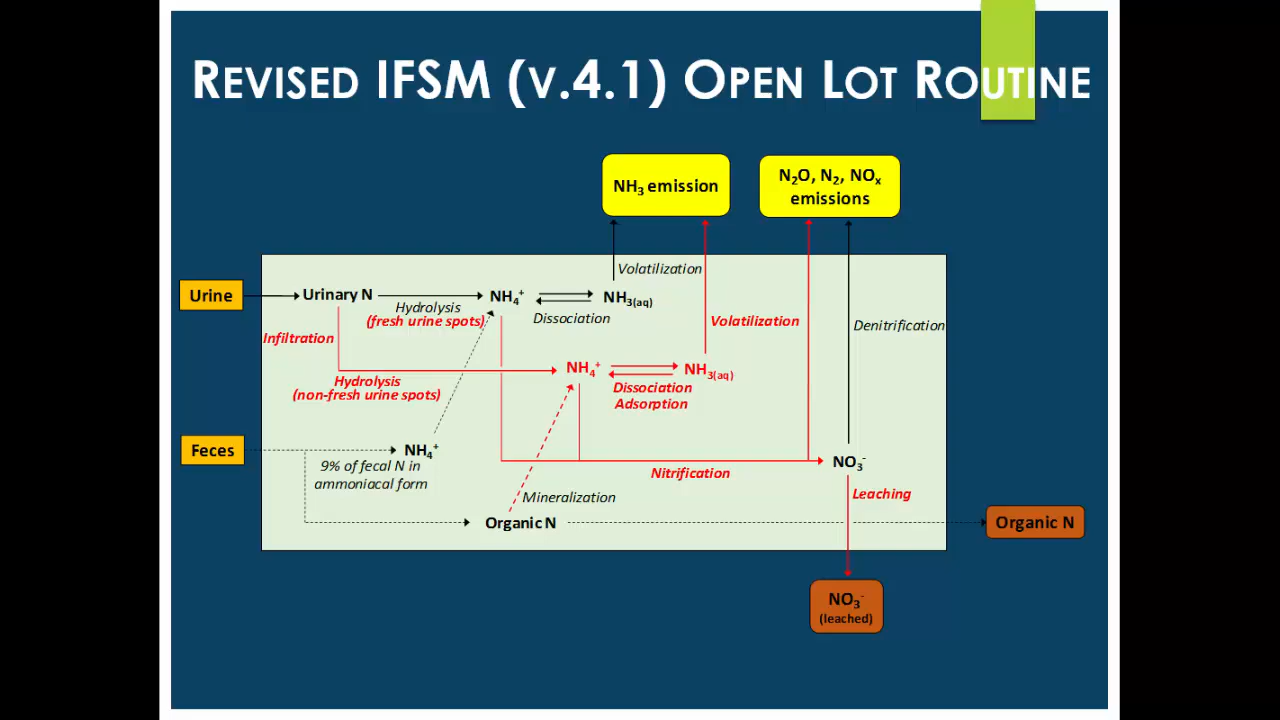 REVISED IFSM (V.4.1) OPEN LOT ROUTINE
NH3 emission
N2O, N2, NOx
emissions
Volatilization
Urine
Urinary N
NH4+
NH3(aq)
Hydrolysis
(fresh urine spots)
Dissociation
Volatilization
Denitrification
Infiltration
NH4+
NH3(aq)
Hydrolysis
(non-fresh urine spots)
Dissociation
Adsorption
Feces
NH4+
9% of fecal N in
ammoniacal form
NO3-
Nitrification
Leaching
Mineralization
Organic N
Organic N
NO3-
(leached)